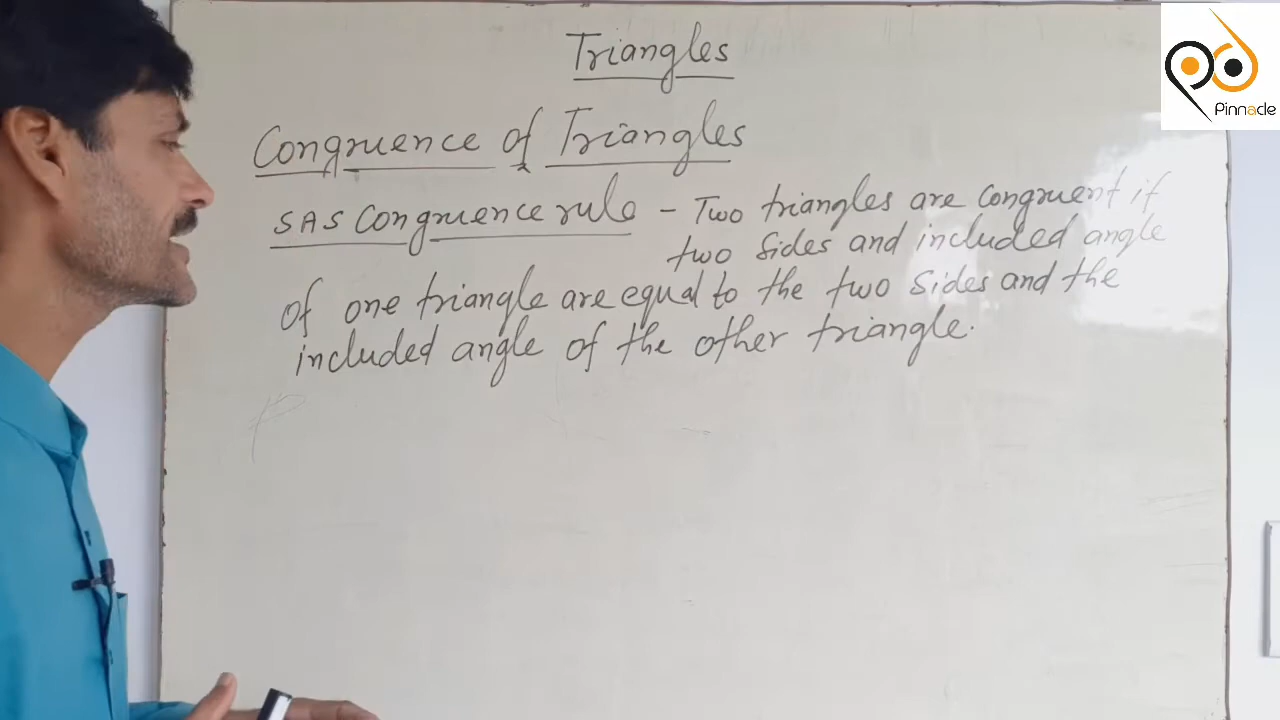 Triangles
Pinnacle
Congruence of Triangles
SAS Congruence rule - Two triangles are congruent if
two sides and included angle
of one triangle are equal to the two sides and the
included angle of the other triangle.